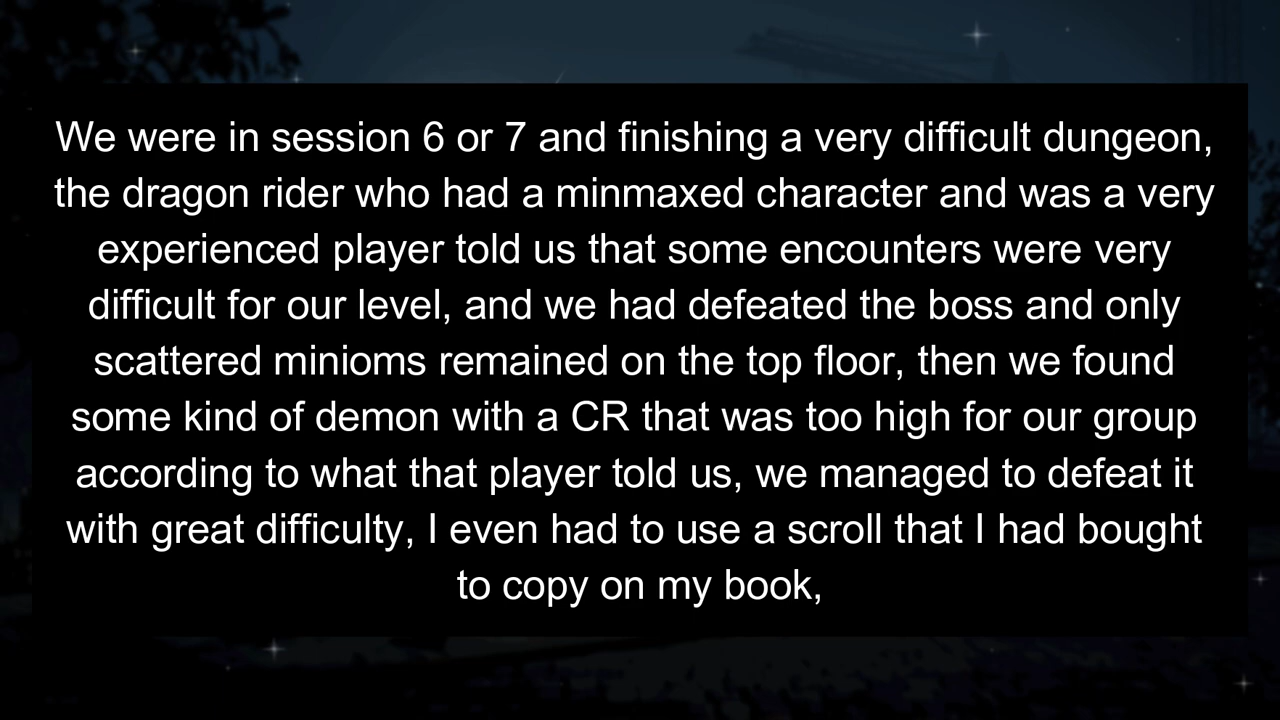 We were in session 6 or 7 and finishing a very difficult dungeon,
the dragon rider who had a minmaxed character and was a very
experienced player told us that some encounters were very
difficult for our level, and we had defeated the boss and only
scattered minioms remained on the top floor, then we found
some kind of demon with a CR that was too high for our group
according to what that player told us, we managed to defeat it
with great difficulty, I even had to use a scroll that I had bought
to copy on my book,